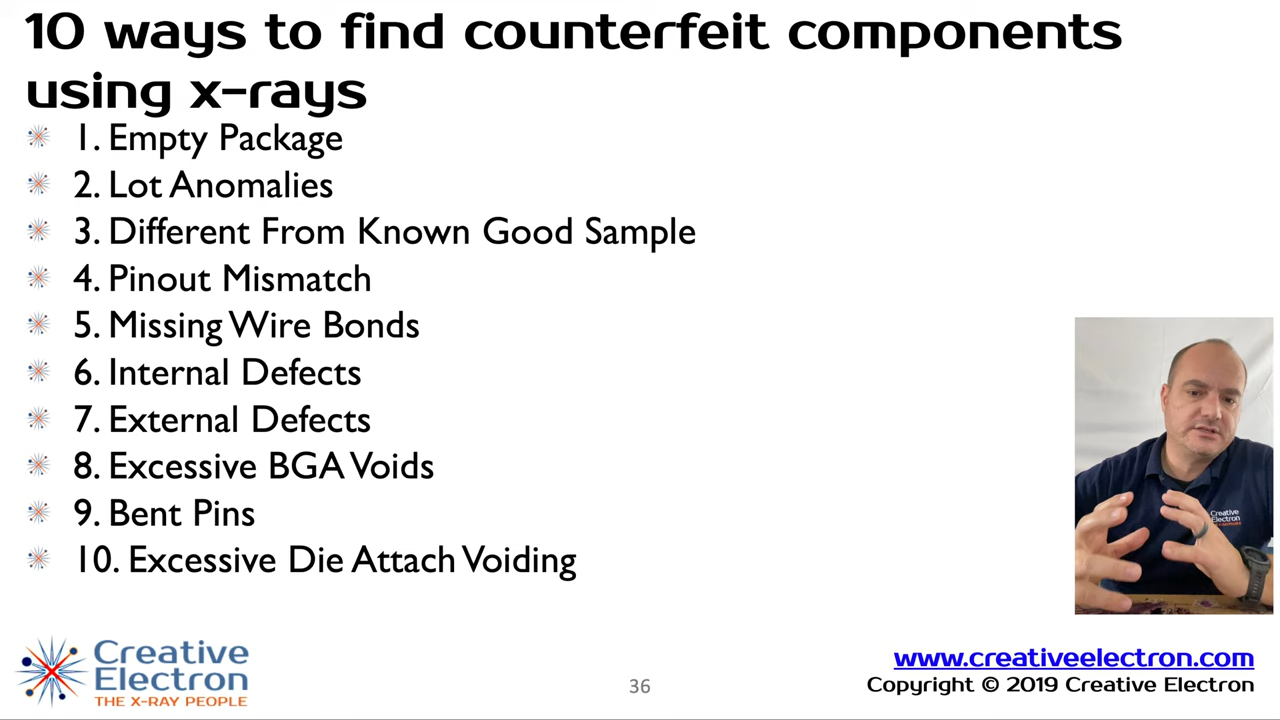 10 ways to find counterfeit components
using x-rays
1. Empty Package
2. Lot Anomalies
3. Different From Known Good Sample
4. Pinout Mismatch
5. Missing Wire Bonds
6. Internal Defects
7. External Defects
8. Excessive BGA Voids
9. Bent Pins
10. Excessive Die Attach Voiding
Creative
Electron
Creative
Electron
THE X-RAY PEOPLE
36
www.creativeelectron.com
Copyright © 2019 Creative Electron